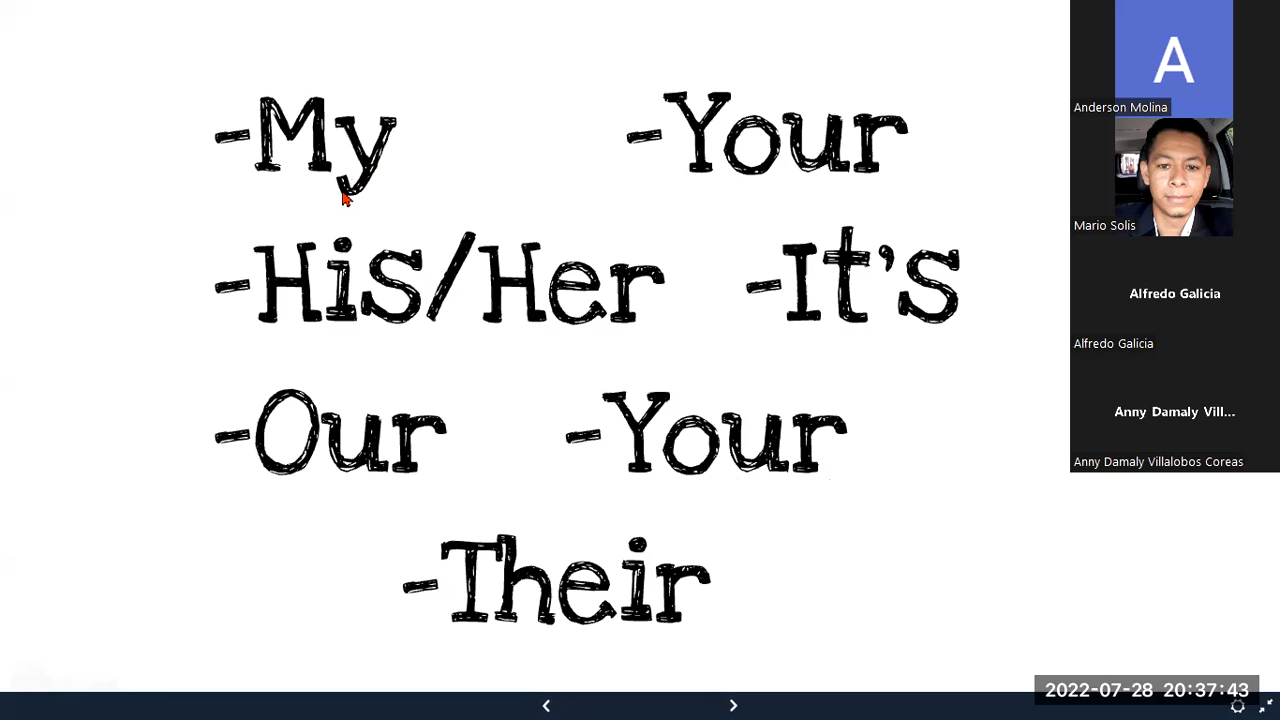 -My -Your
-His/Her -It's
-Our -Your
-Their
A
Anderson Molina
Mario Solis
Alfredo Galicia
Alfredo Galicia
Anny Damaly Vill...
Anny Damaly Villalobos Coreas
2022-07-28 20:37:43